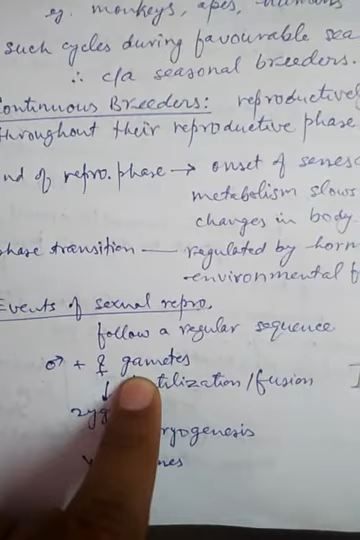 eg. monkeys, apes, humans
such cycles during favourable sea
∴ c/a seasonal breeders.
Continuous Breeders: reproductivel
throughout their reproductive phase
nd of repro. phase → onset of senesc
metabolism slows
changes in body
phase transition — regulated by horm
environmental f
Events of sexual repro.
follow a regular sequence
♂ + ♀ gametes
↓ tilization/fusion
zyg ryogenesis